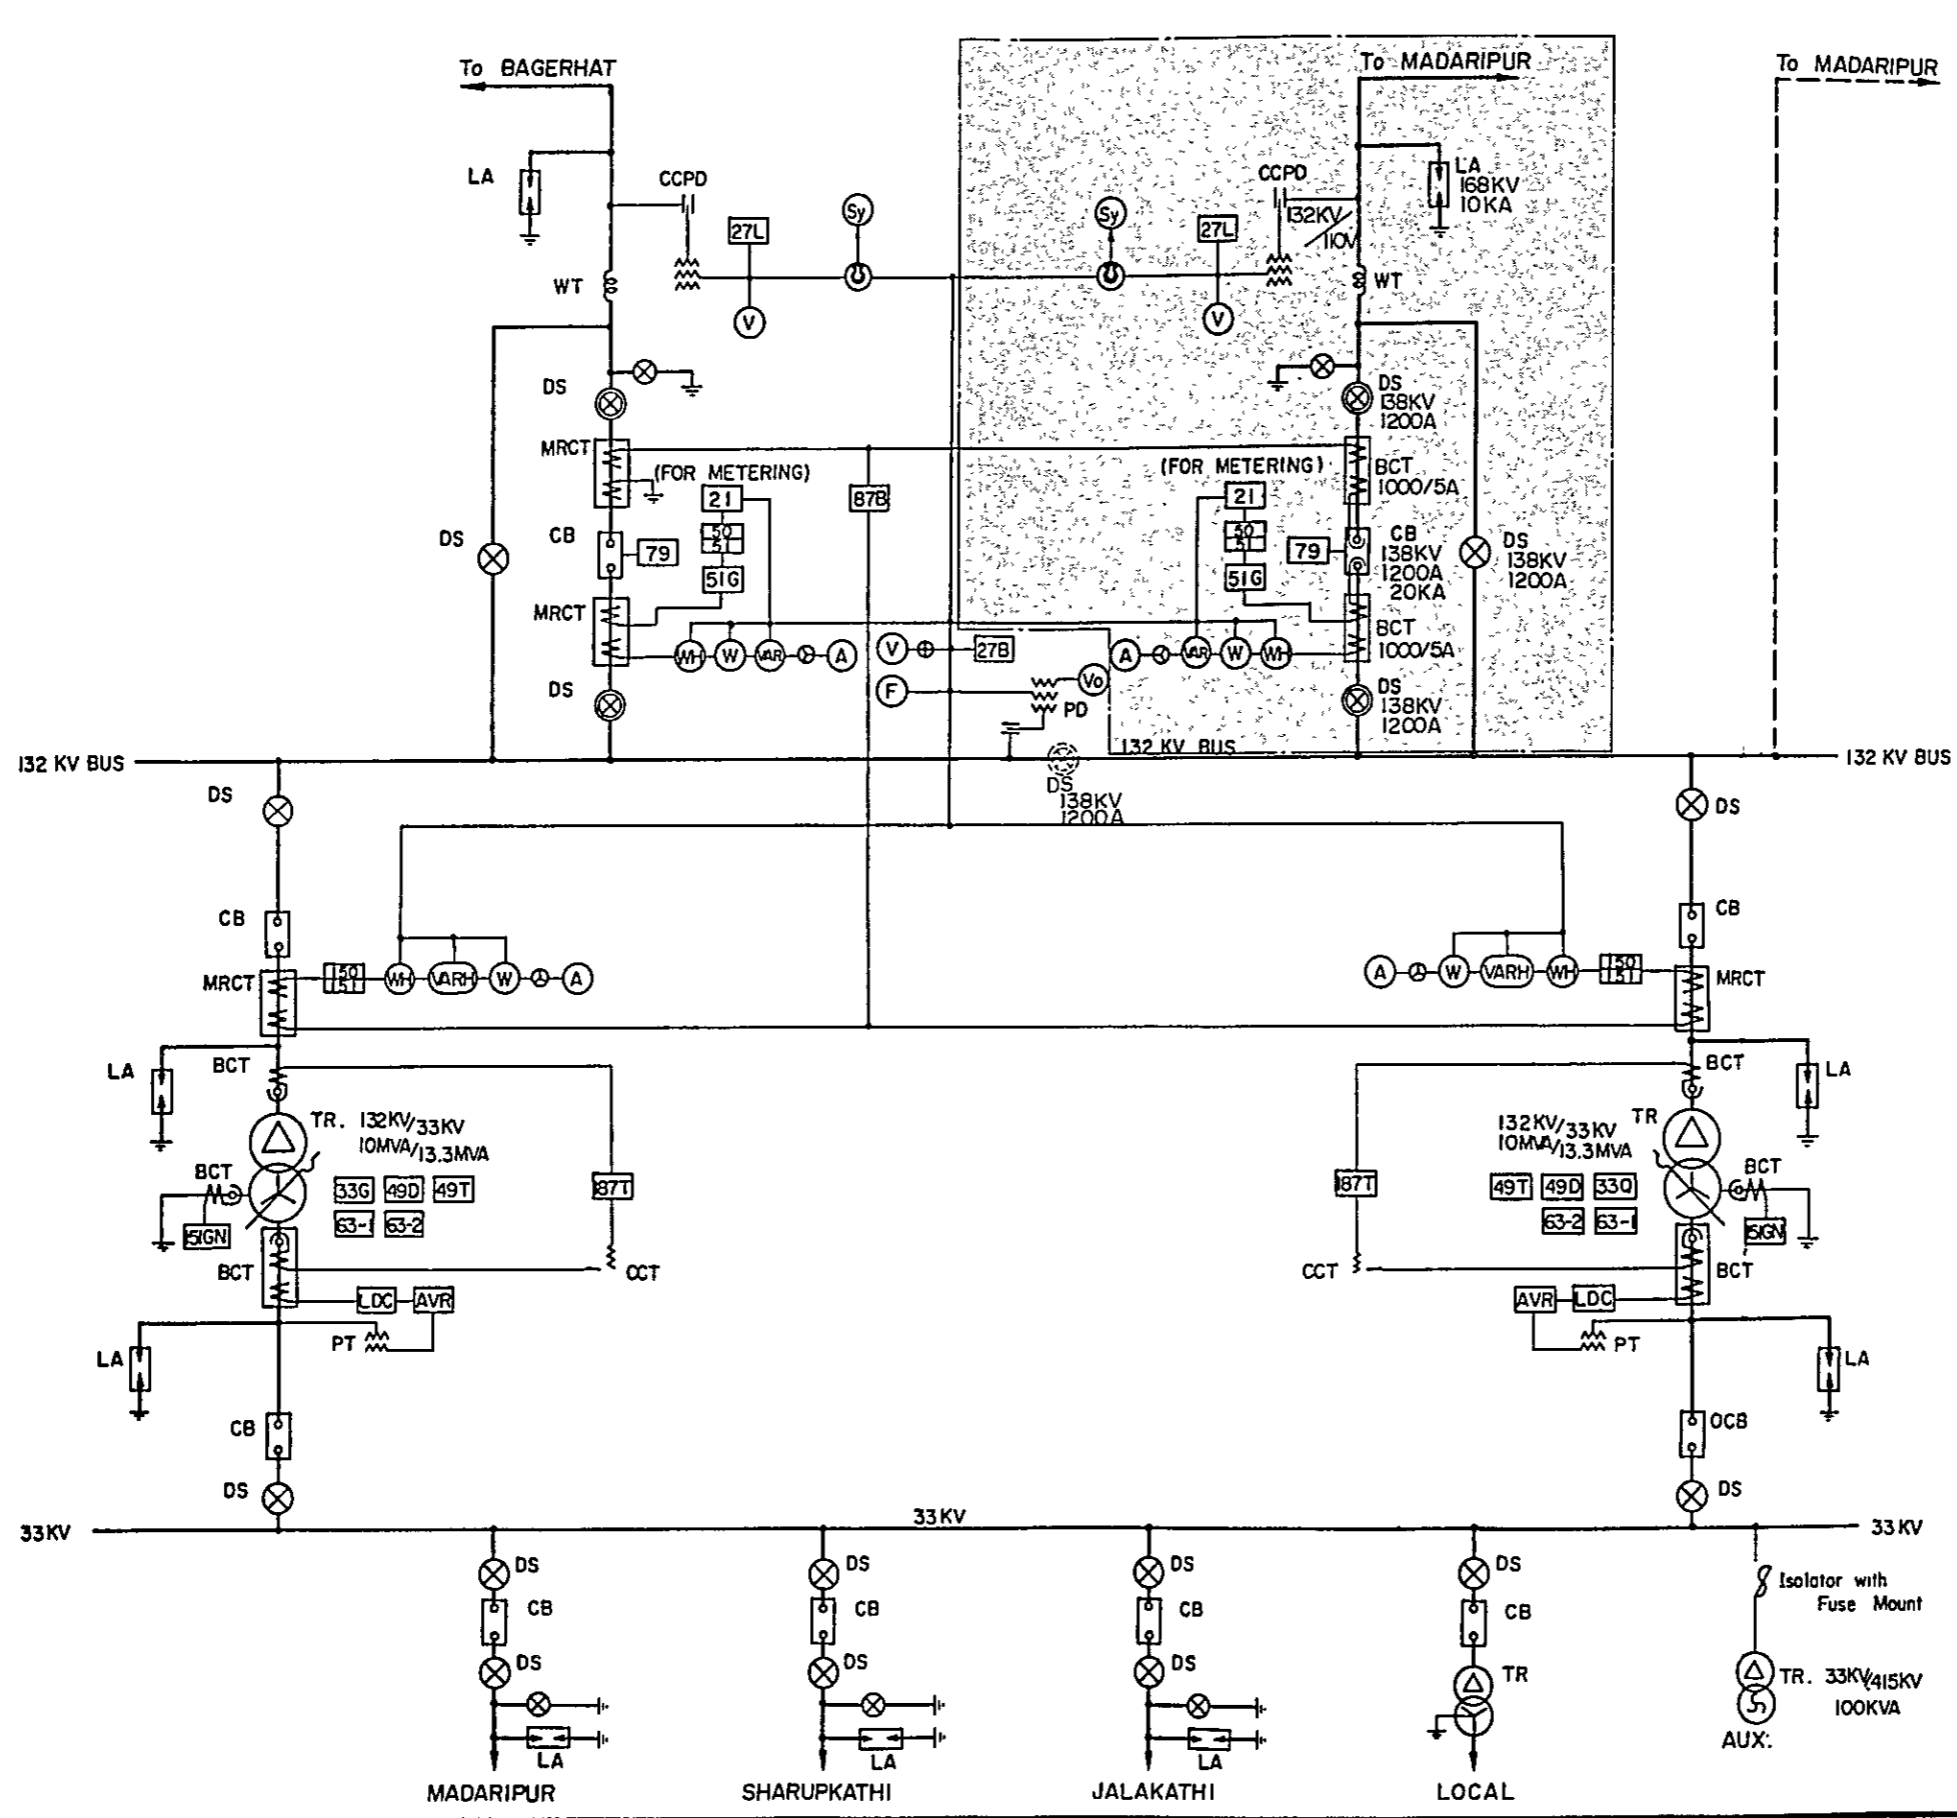 To BAGERHAT
To MADARIPUR
To MADARIPUR
LA
CCPD
Sy
27L
WT
V
CCPD
132KV/110V
Sy
27L
V
LA
168KV
10KA
WT
DS
MRCT
(FOR METERING)
21
50
51
51G
CB
79
DS
MRCT
WH
W
VAR
A
DS
87B
V
27B
F
Vo
PD
DS
138KV
1200A
(FOR METERING)
21
50
51
51G
79
BCT
1000/5A
CB
138KV
1200A
20KA
DS
138KV
1200A
BCT
1000/5A
A
VAR
W
WH
DS
138KV
1200A
132 KV BUS
132 KV BUS
132 KV BUS
DS
138KV
1200A
DS
CB
MRCT
150
151
WH
VARH
W
A
LA
BCT
TR. 132KV/33KV
10MVA/13.3MVA
BCT
33G
49D
49T
63-1
63-2
151GN
87T
BCT
CCT
LDC
AVR
PT
LA
CB
DS
DS
CB
A
W
VARH
WH
150
151
MRCT
BCT
LA
132KV/33KV
10MVA/13.3MVA
TR
BCT
49T
49D
33Q
63-2
63-1
151GN
187T
CCT
BCT
AVR
LDC
PT
LA
OCB
DS
33KV
33KV
33KV
DS
CB
DS
LA
MADARIPUR
DS
CB
DS
LA
SHARUPKATHI
DS
CB
DS
LA
JALAKATHI
DS
CB
TR
LOCAL
Isolator with
Fuse Mount
TR. 33KV/415KV
100KVA
AUX: